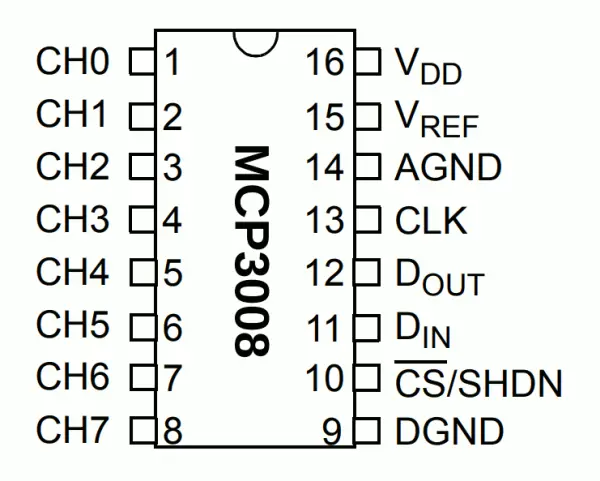 CH0 1 16 VDD
CH1 2 15 VREF
CH2 3 14 AGND
CH3 4 13 CLK
CH4 5 12 DOUT
CH5 6 11 DIN
CH6 7 10 C̅S̅/SHDN
CH7 8 9 DGND
MCP3008